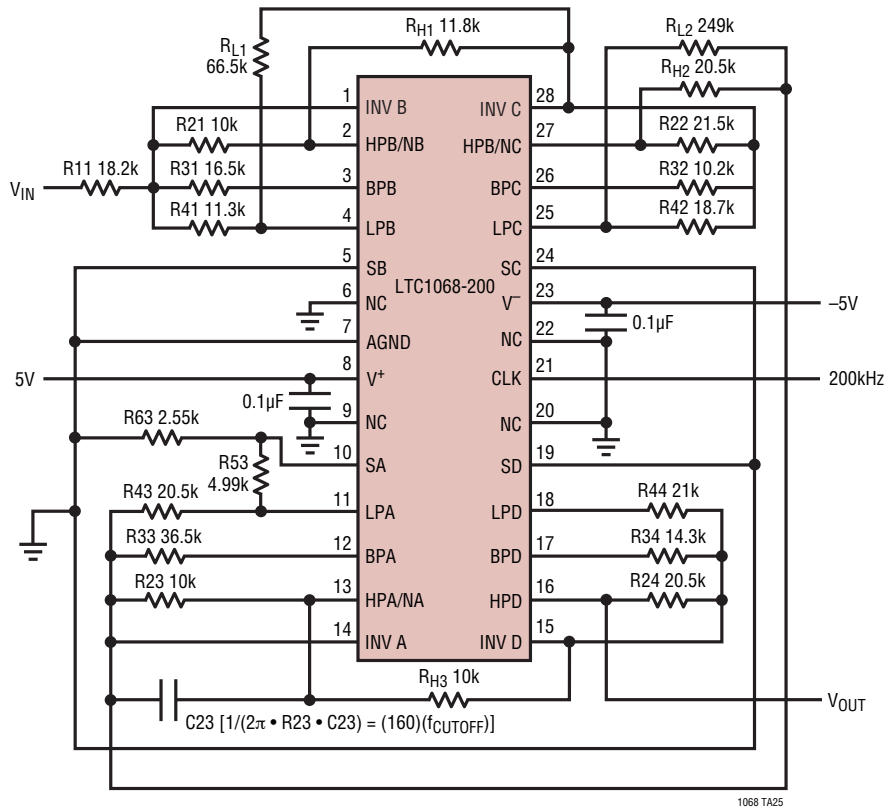 RL1
66.5k
RH1 11.8k
RL2 249k
RH2 20.5k
1
INV B
INV C
28
R21 10k
2
HPB/NB
HPB/NC
27
R22 21.5k
R11 18.2k
R31 16.5k
3
BPB
BPC
26
R32 10.2k
VIN
R41 11.3k
4
LPB
LPC
25
R42 18.7k
5
SB
SC
24
LTC1068-200
6
NC
V–
23
–5V
0.1µF
7
AGND
NC
22
5V
8
V+
CLK
21
200kHz
0.1µF
9
NC
NC
20
R63 2.55k
10
SA
SD
19
R53
4.99k
R43 20.5k
11
LPA
LPD
18
R44 21k
R33 36.5k
12
BPA
BPD
17
R34 14.3k
R23 10k
13
HPA/NA
HPD
16
R24 20.5k
14
INV A
INV D
15
RH3 10k
VOUT
C23 [1/(2π • R23 • C23) = (160)(fCUTOFF)]
1068 TA25